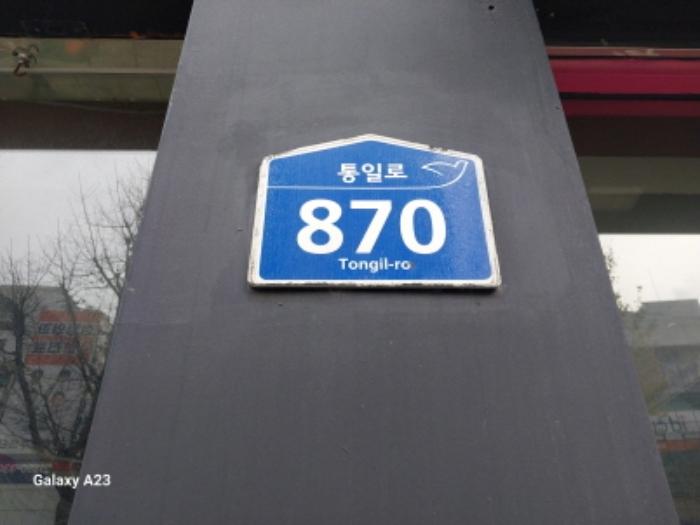 통일로
870
Tongil-ro
Galaxy A23